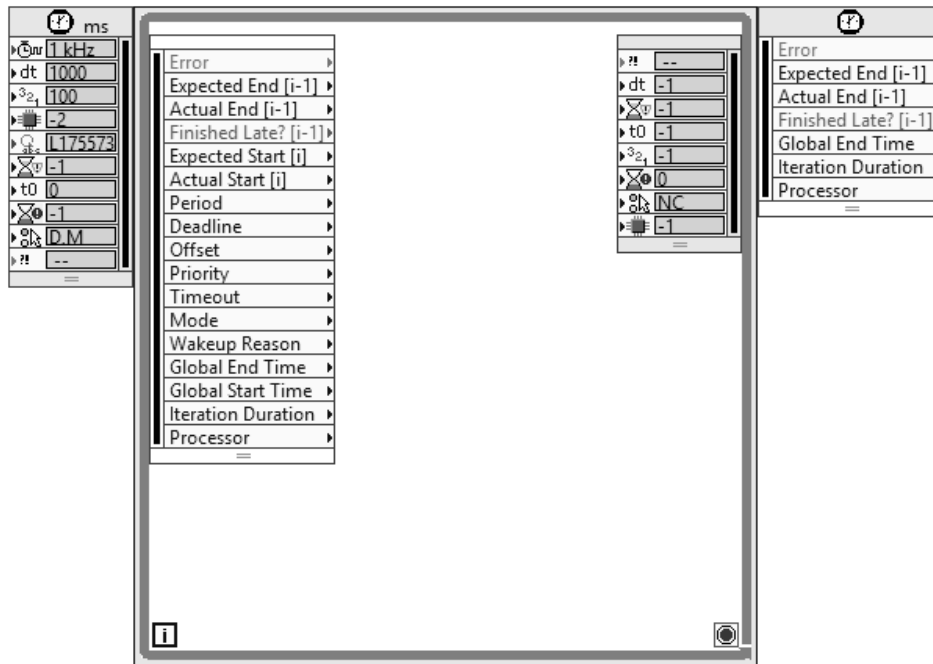 ms
1 kHz
dt 1000
321 100
-2
L175573
-1
t0 0
-1
D.M
?! --
Error
Expected End [i-1]
Actual End [i-1]
Finished Late? [i-1]
Expected Start [i]
Actual Start [i]
Period
Deadline
Offset
Priority
Timeout
Mode
Wakeup Reason
Global End Time
Global Start Time
Iteration Duration
Processor
i
?! --
dt -1
-1
t0 -1
321 -1
0
NC
-1
Error
Expected End [i-1]
Actual End [i-1]
Finished Late? [i-1]
Global End Time
Iteration Duration
Processor